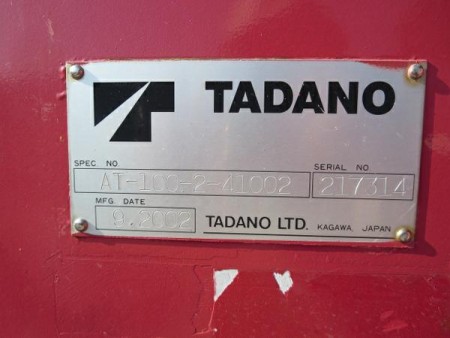 TADANO
SPEC. NO. SERIAL NO.
AT-100-2-41002 217314
MFG. DATE
9.2002 TADANO LTD. KAGAWA, JAPAN